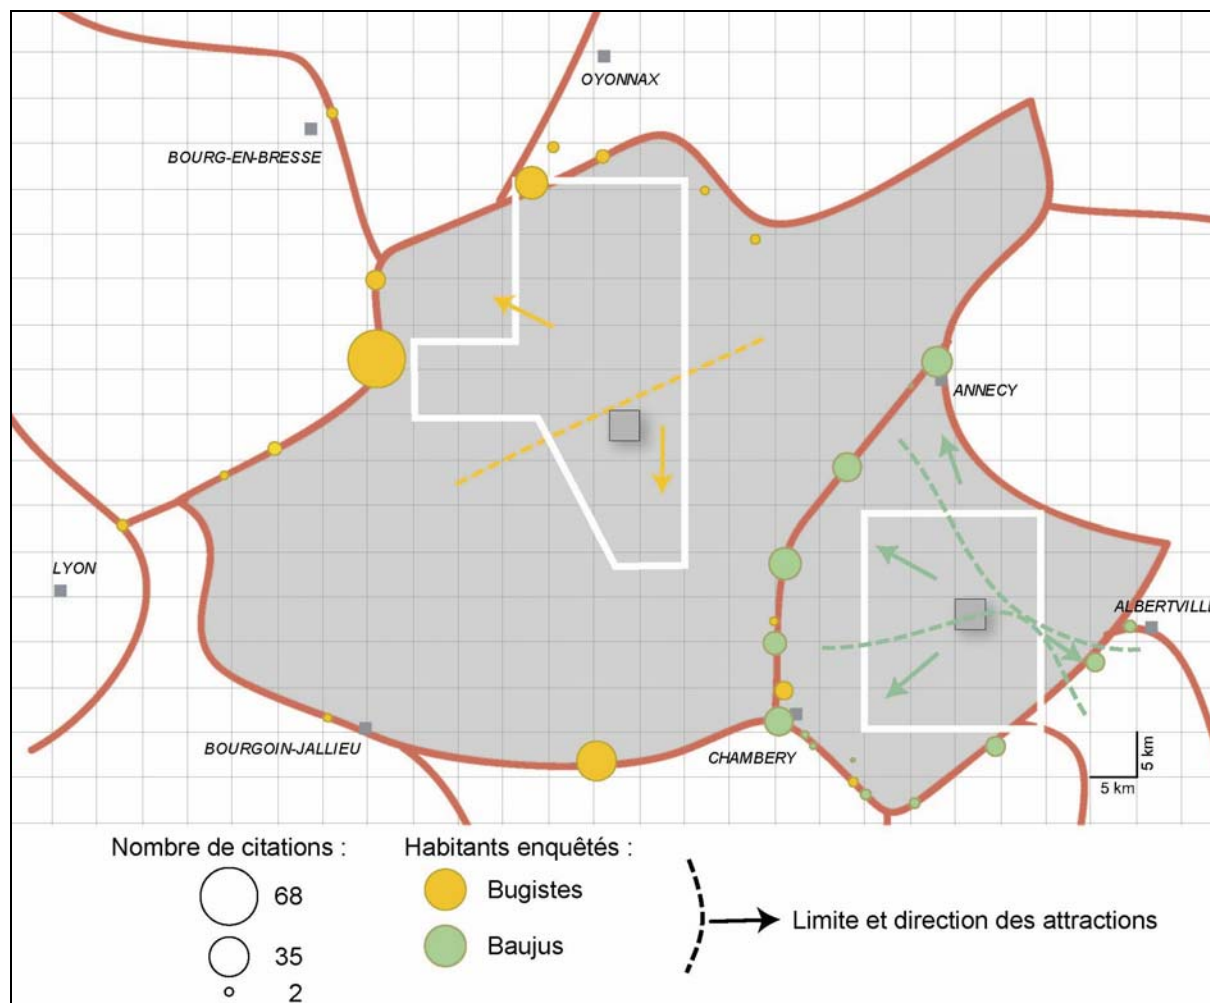 OYONNAX
BOURG-EN-BRESSE
ANNECY
LYON
ALBERTVILLE
BOURGOIN-JALLIEU
CHAMBERY
5 km
5 km
Nombre de citations :
68
35
2
Habitants enquêtés :
Bugistes
Baujus
Limite et direction des attractions